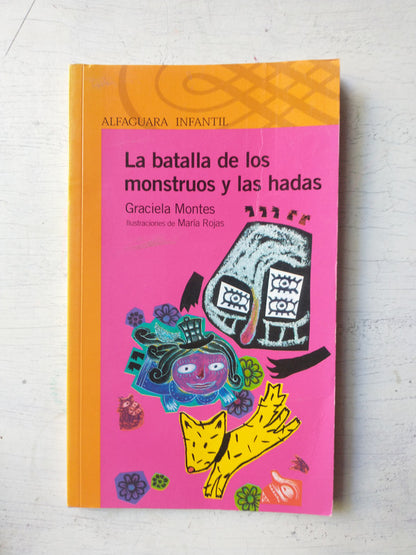 ALFAGUARA INFANTIL
La batalla de los
monstruos y las hadas
Graciela Montes
Ilustraciones de María Rojas